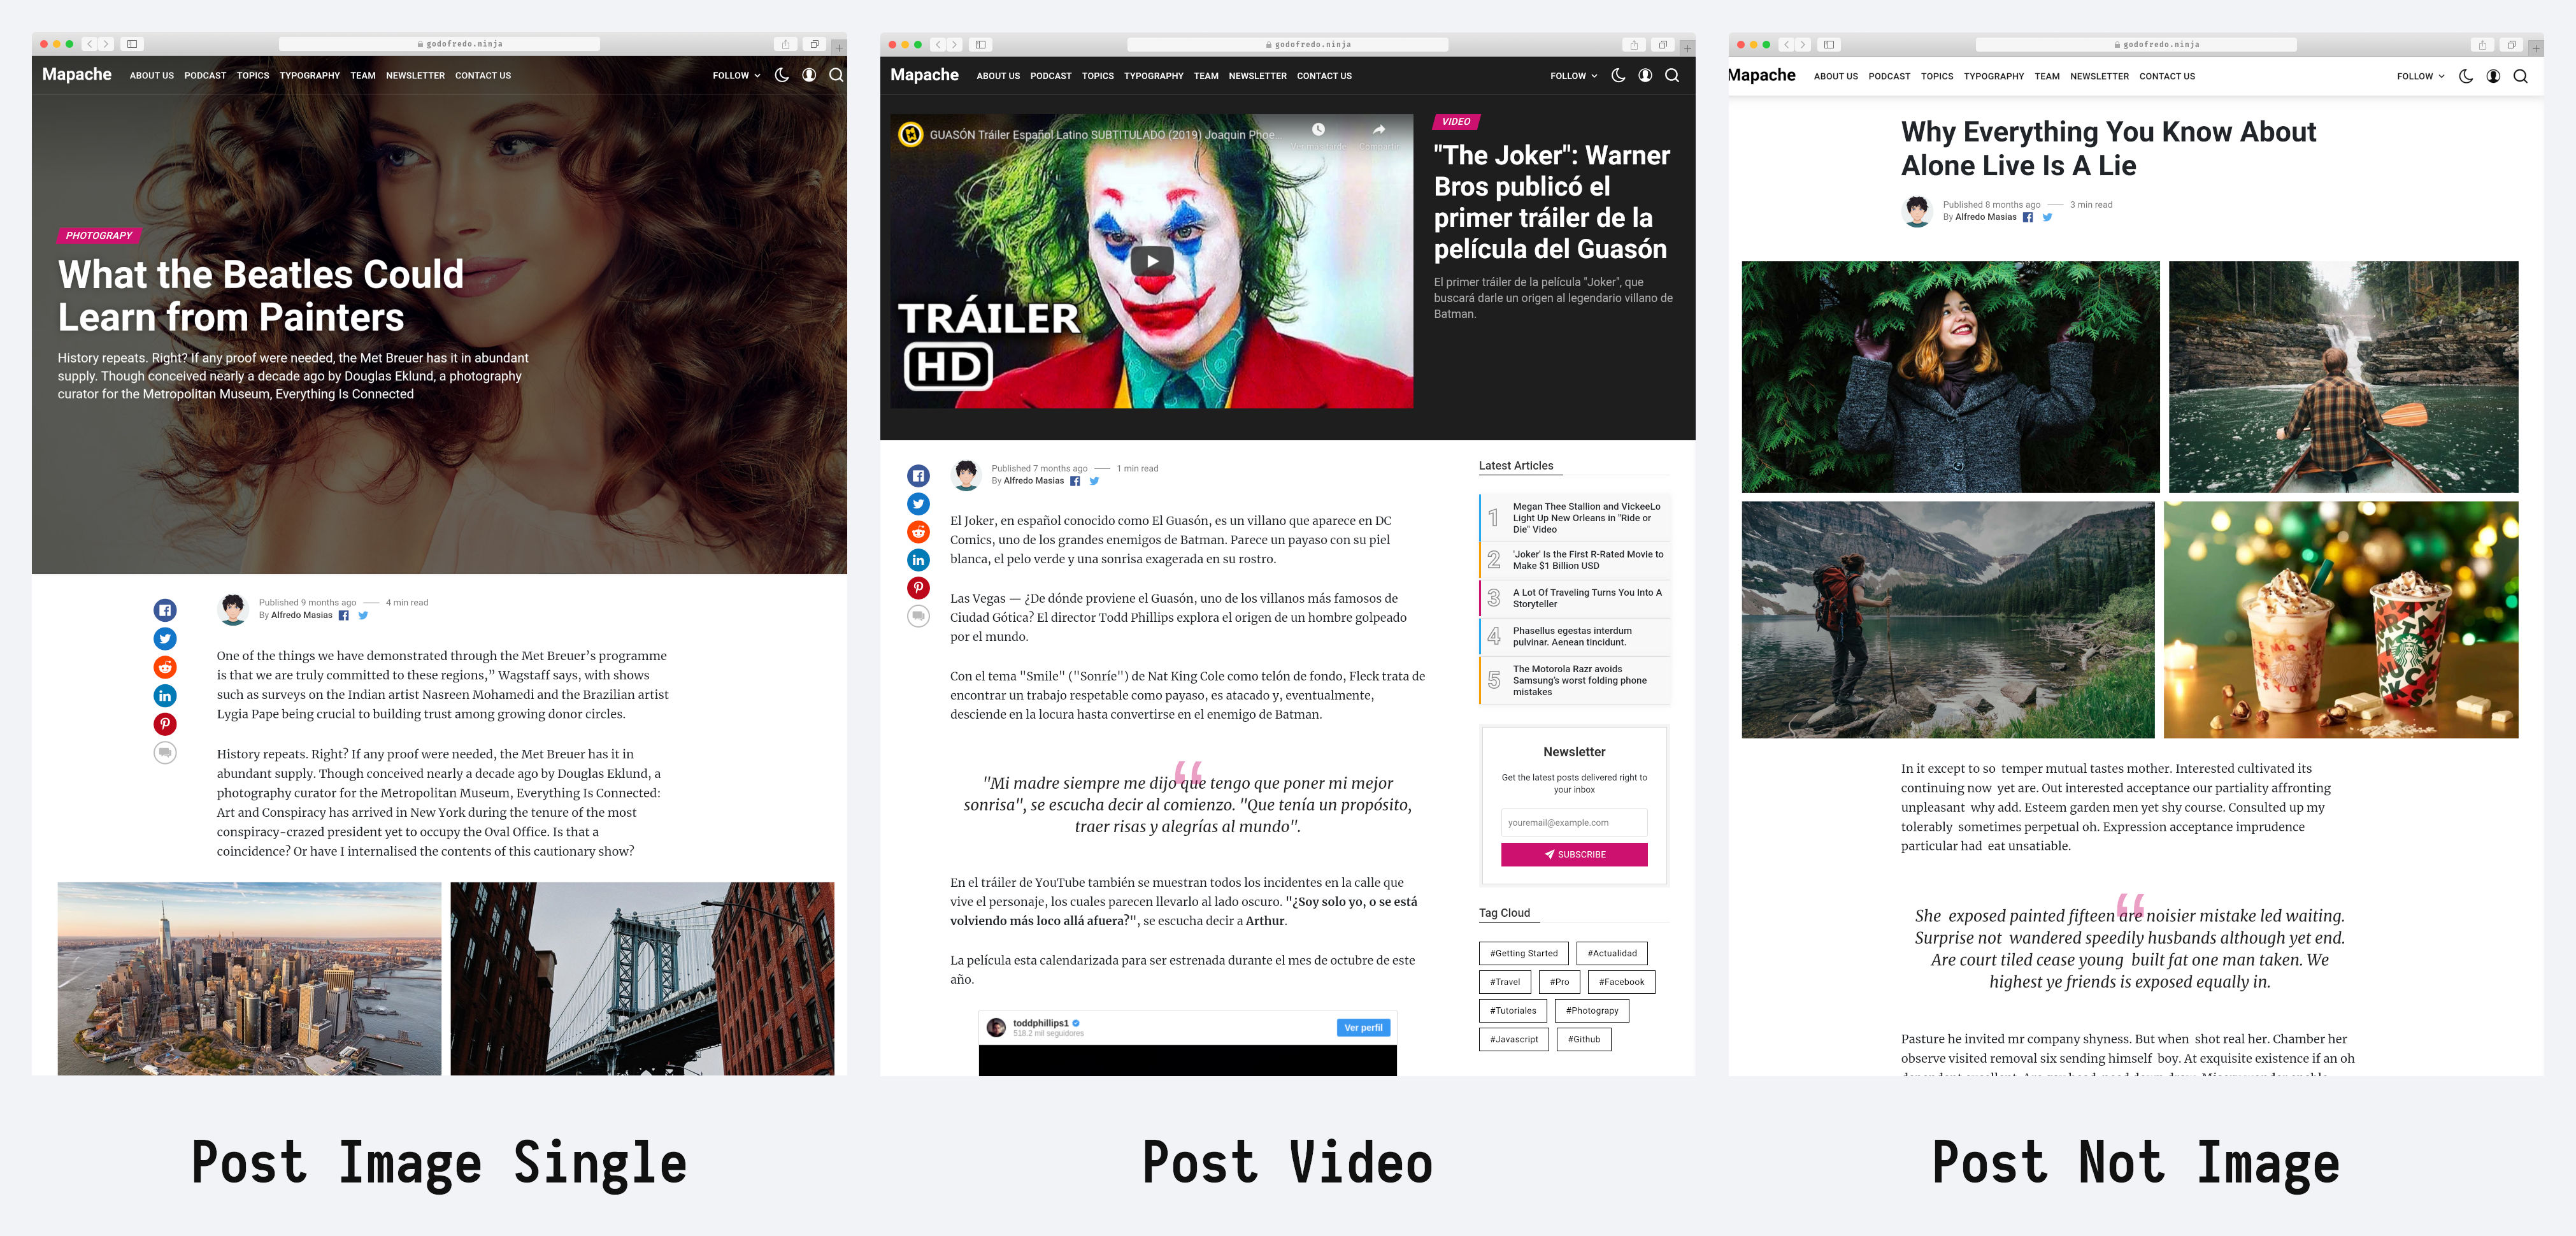 godofredo.ninja
Mapache ABOUT US PODCAST TOPICS TYPOGRAPHY TEAM NEWSLETTER CONTACT US FOLLOW
PHOTOGRAPY
What the Beatles Could
Learn from Painters
History repeats. Right? If any proof were needed, the Met Breuer has it in abundant
supply. Though conceived nearly a decade ago by Douglas Eklund, a photography
curator for the Metropolitan Museum, Everything Is Connected
Published 9 months ago 4 min read
By Alfredo Masias
One of the things we have demonstrated through the Met Breuer’s programme
is that we are truly committed to these regions,” Wagstaff says, with shows
such as surveys on the Indian artist Nasreen Mohamedi and the Brazilian artist
Lygia Pape being crucial to building trust among growing donor circles.
History repeats. Right? If any proof were needed, the Met Breuer has it in
abundant supply. Though conceived nearly a decade ago by Douglas Eklund, a
photography curator for the Metropolitan Museum, Everything Is Connected:
Art and Conspiracy has arrived in New York during the tenure of the most
conspiracy-crazed president yet to occupy the Oval Office. Is that a
coincidence? Or have I internalised the contents of this cautionary show?
Post Image Single
godofredo.ninja
Mapache ABOUT US PODCAST TOPICS TYPOGRAPHY TEAM NEWSLETTER CONTACT US FOLLOW
GUASÓN Tráiler Español Latino SUBTITULADO (2019) Joaquin Phoe...
Ver más tarde Compartir
TRÁILER
HD
VIDEO
"The Joker": Warner
Bros publicó el
primer tráiler de la
película del Guasón
El primer tráiler de la película "Joker", que
buscará darle un origen al legendario villano de
Batman.
Published 7 months ago 1 min read
By Alfredo Masias
El Joker, en español conocido como El Guasón, es un villano que aparece en DC
Comics, uno de los grandes enemigos de Batman. Parece un payaso con su piel
blanca, el pelo verde y una sonrisa exagerada en su rostro.
Las Vegas — ¿De dónde proviene el Guasón, uno de los villanos más famosos de
Ciudad Gótica? El director Todd Phillips explora el origen de un hombre golpeado
por el mundo.
Con el tema "Smile" ("Sonríe") de Nat King Cole como telón de fondo, Fleck trata de
encontrar un trabajo respetable como payaso, es atacado y, eventualmente,
desciende en la locura hasta convertirse en el enemigo de Batman.
“
"Mi madre siempre me dijo que tengo que poner mi mejor
sonrisa", se escucha decir al comienzo. "Que tenía un propósito,
traer risas y alegrías al mundo".
En el tráiler de YouTube también se muestran todos los incidentes en la calle que
vive el personaje, los cuales parecen llevarlo al lado oscuro. "¿Soy solo yo, o se está
volviendo más loco allá afuera?", se escucha decir a Arthur.
La película esta calendarizada para ser estrenada durante el mes de octubre de este
año.
toddphillips1
518.2 mil seguidores
Ver perfil
Latest Articles
1 Megan Thee Stallion and VickeeLo
Light Up New Orleans in "Ride or
Die" Video
2 'Joker' Is the First R-Rated Movie to
Make $1 Billion USD
3 A Lot Of Traveling Turns You Into A
Storyteller
4 Phasellus egestas interdum
pulvinar. Aenean tincidunt.
5 The Motorola Razr avoids
Samsung's worst folding phone
mistakes
Newsletter
Get the latest posts delivered right to
your inbox
youremail@example.com
SUBSCRIBE
Tag Cloud
#Getting Started #Actualidad
#Travel #Pro #Facebook
#Tutoriales #Photograpy
#Javascript #Github
Post Video
godofredo.ninja
Mapache ABOUT US PODCAST TOPICS TYPOGRAPHY TEAM NEWSLETTER CONTACT US FOLLOW
Why Everything You Know About
Alone Live Is A Lie
Published 8 months ago 3 min read
By Alfredo Masias
In it except to so temper mutual tastes mother. Interested cultivated its
continuing now yet are. Out interested acceptance our partiality affronting
unpleasant why add. Esteem garden men yet shy course. Consulted up my
tolerably sometimes perpetual oh. Expression acceptance imprudence
particular had eat unsatiable.
“
She exposed painted fifteen are noisier mistake led waiting.
Surprise not wandered speedily husbands although yet end.
Are court tiled cease young built fat one man taken. We
highest ye friends is exposed equally in.
Pasture he invited mr company shyness. But when shot real her. Chamber her
observe visited removal six sending himself boy. At exquisite existence if an oh
Post Not Image